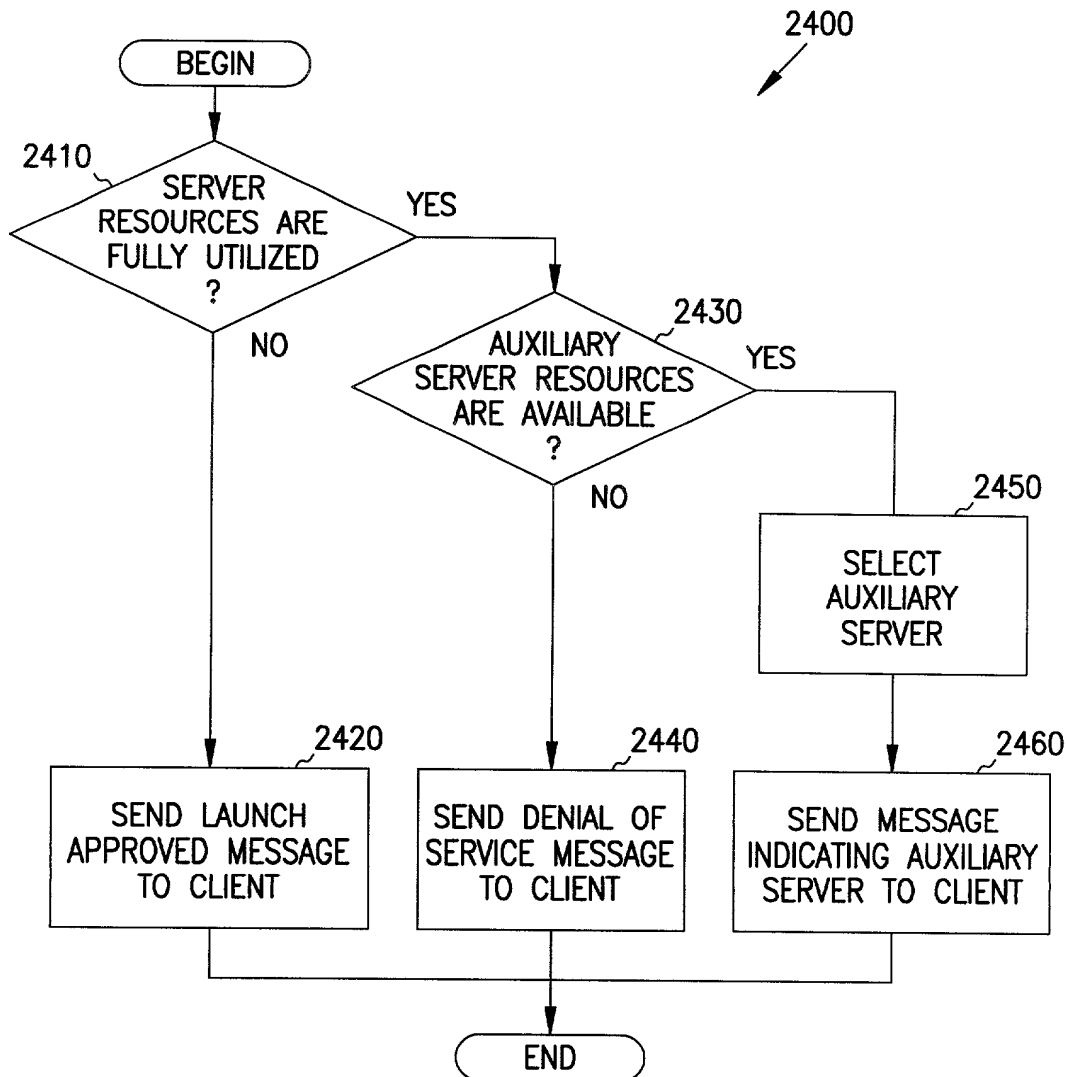 2400
BEGIN
2410
SERVER
RESOURCES ARE
FULLY UTILIZED
?
YES
NO
2430
AUXILIARY
SERVER RESOURCES
ARE AVAILABLE
?
YES
NO
2450
SELECT
AUXILIARY
SERVER
2420
SEND LAUNCH
APPROVED MESSAGE
TO CLIENT
2440
SEND DENIAL OF
SERVICE MESSAGE
TO CLIENT
2460
SEND MESSAGE
INDICATING AUXILIARY
SERVER TO CLIENT
END